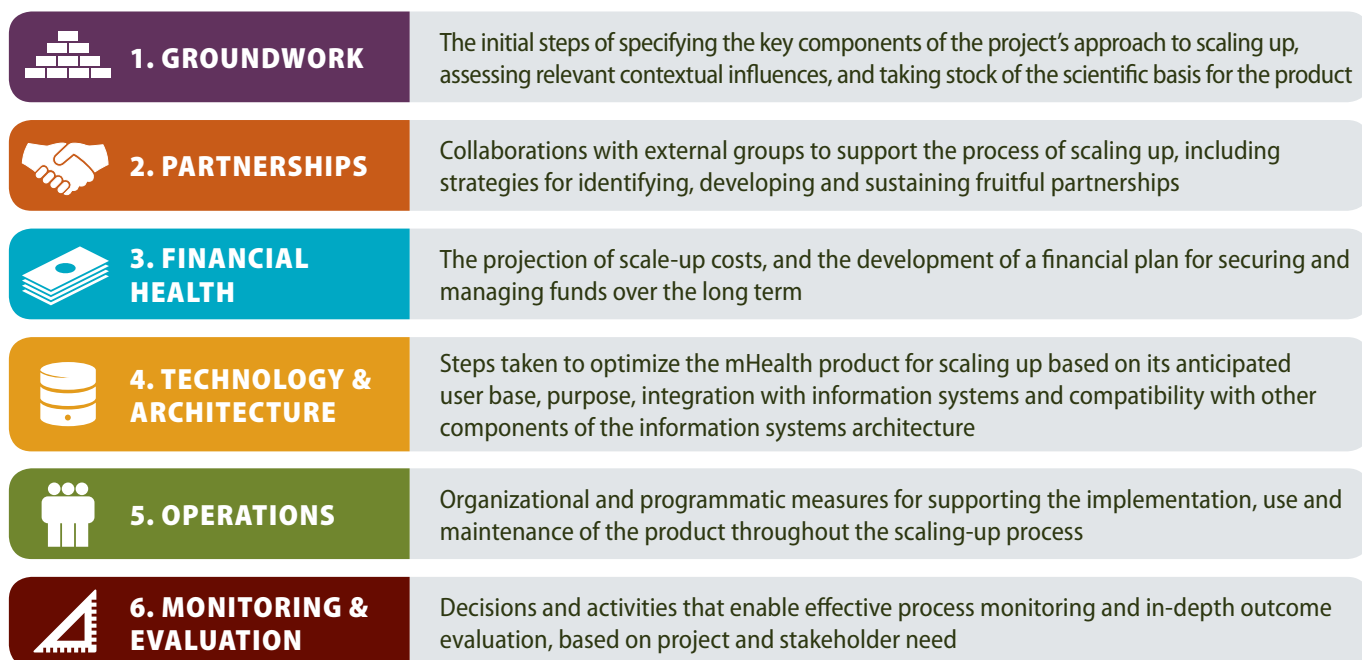 1. GROUNDWORK
The initial steps of specifying the key components of the project’s approach to scaling up,
assessing relevant contextual influences, and taking stock of the scientific basis for the product
2. PARTNERSHIPS
Collaborations with external groups to support the process of scaling up, including
strategies for identifying, developing and sustaining fruitful partnerships
3. FINANCIAL
HEALTH
The projection of scale-up costs, and the development of a financial plan for securing and
managing funds over the long term
4. TECHNOLOGY &
ARCHITECTURE
Steps taken to optimize the mHealth product for scaling up based on its anticipated
user base, purpose, integration with information systems and compatibility with other
components of the information systems architecture
5. OPERATIONS
Organizational and programmatic measures for supporting the implementation, use and
maintenance of the product throughout the scaling-up process
6. MONITORING &
EVALUATION
Decisions and activities that enable effective process monitoring and in-depth outcome
evaluation, based on project and stakeholder need